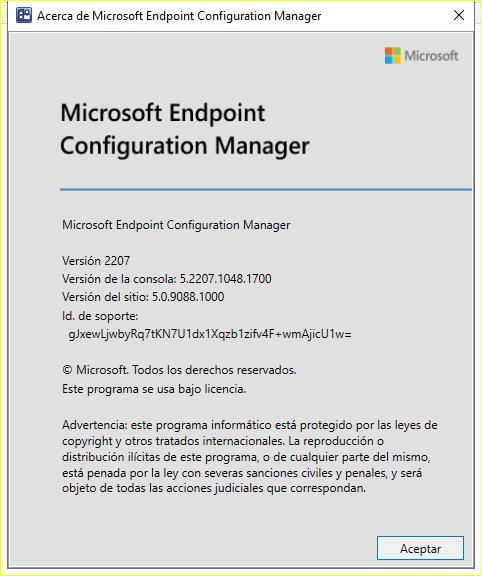 Acerca de Microsoft Endpoint Configuration Manager
Microsoft
Microsoft Endpoint
Configuration Manager
Microsoft Endpoint Configuration Manager
Versión 2207
Versión de la consola: 5.2207.1048.1700
Versión del sitio: 5.0.9088.1000
Id. de soporte:
gJxewLjwbyRq7tKN7U1dx1Xqzb1zifv4F+wmAjicU1w=
© Microsoft. Todos los derechos reservados.
Este programa se usa bajo licencia.
Advertencia: este programa informático está protegido por las leyes de
copyright y otros tratados internacionales. La reproducción o
distribución ilícitas de este programa, o de cualquier parte del mismo,
está penada por la ley con severas sanciones civiles y penales, y será
objeto de todas las acciones judiciales que correspondan.
Aceptar